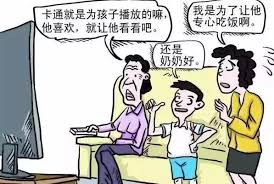 卡通就是为孩子播放的嘛,
他喜欢,就让他看看吧。
还是
奶奶好。
我是为了让他
专心吃饭啊。